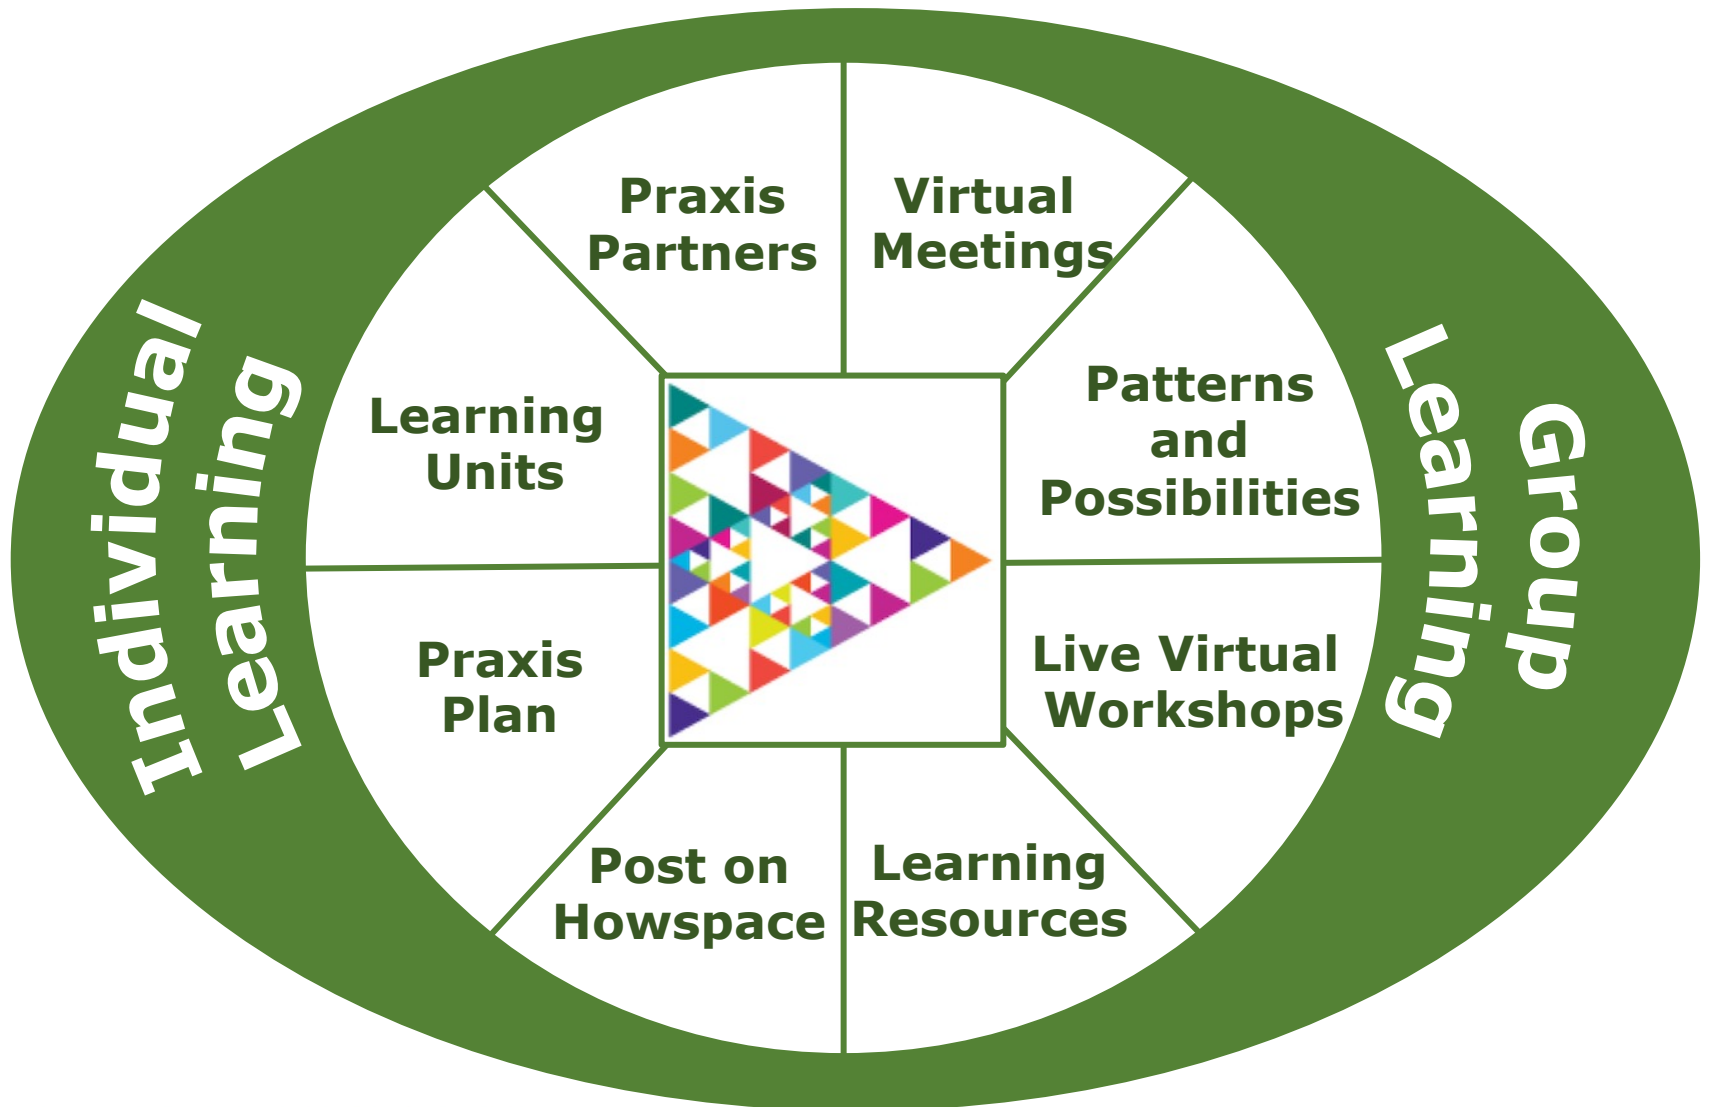 Individual
Learning
Praxis
Partners
Virtual
Meetings
Learning
Units
Patterns
and
Possibilities
Praxis
Plan
Live Virtual
Workshops
Post on
Howspace
Learning
Resources
Group
Learning